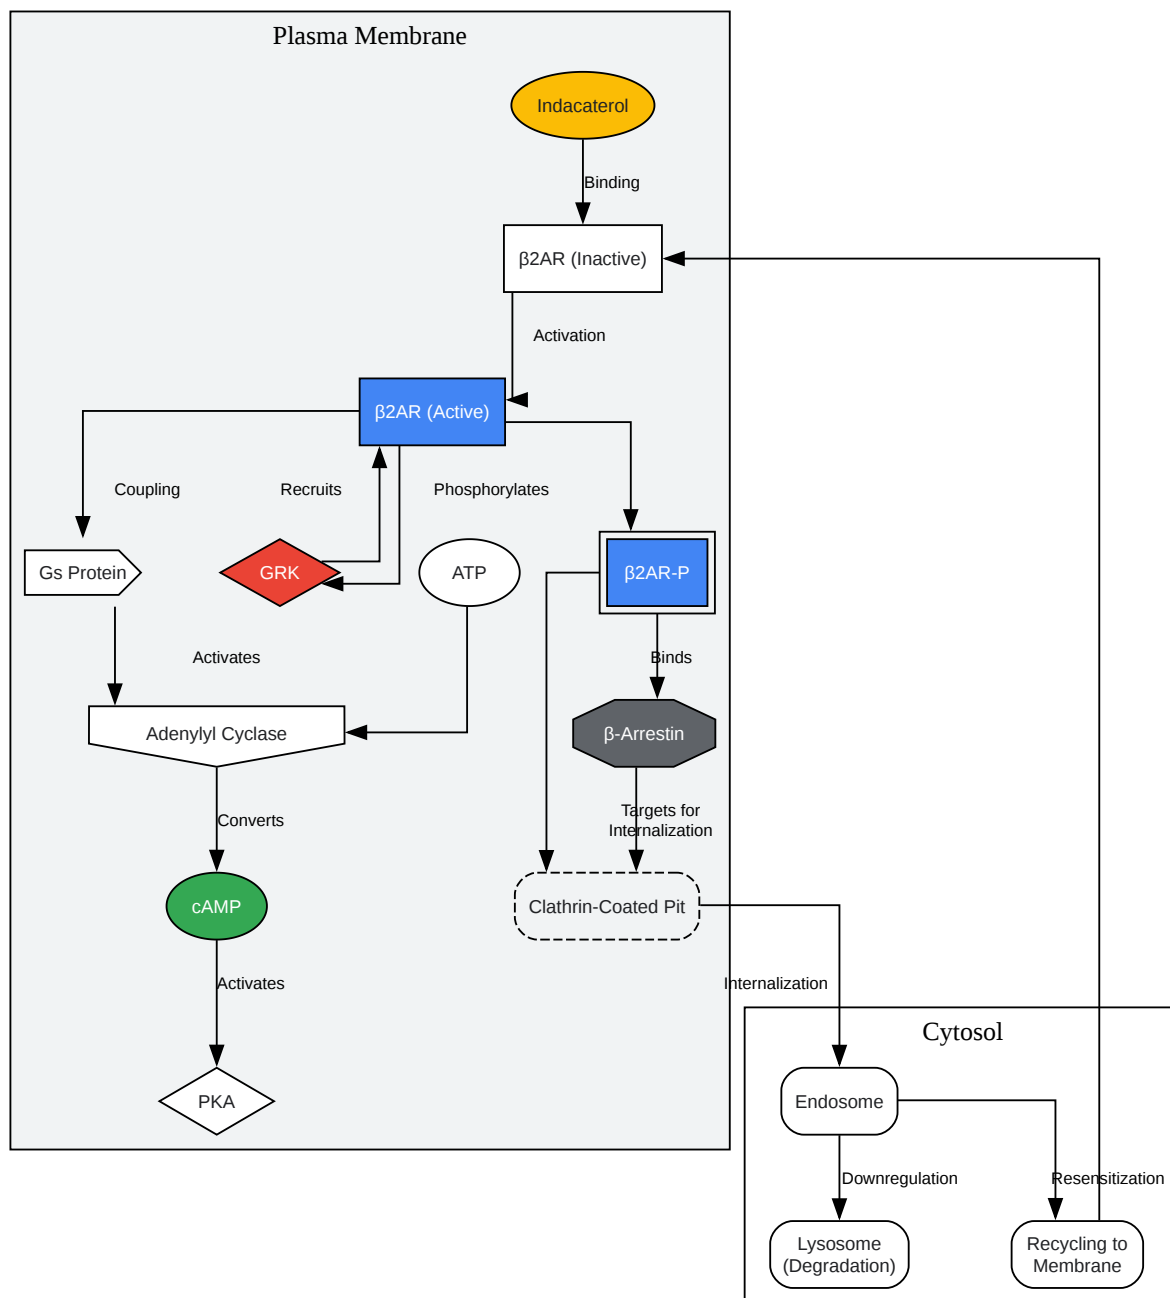 Plasma Membrane
Indacaterol
Binding
β2AR (Inactive)
Activation
β2AR (Active)
Coupling
Recruits
Phosphorylates
Gs Protein
GRK
ATP
β2AR-P
Activates
Binds
Adenylyl Cyclase
β-Arrestin
Converts
Targets for
Internalization
cAMP
Clathrin-Coated Pit
Activates
Internalization
Cytosol
PKA
Endosome
Downregulation
Resensitization
Lysosome
(Degradation)
Recycling to
Membrane